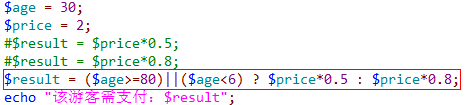 $age = 30;
$price = 2;
#$result = $price*0.5;
#$result = $price*0.8;
$result = ($age>=80)||($age<6) ? $price*0.5 : $price*0.8;
echo "该游客需支付：$result";